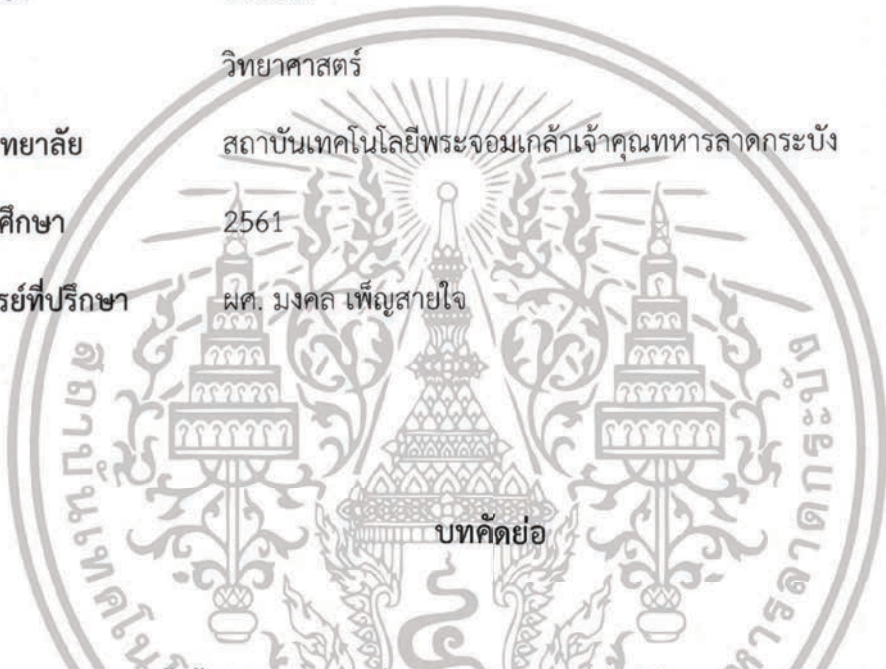 วิทยาศาสตร์
ทยาลัย สถาบันเทคโนโลยีพระจอมเกล้าเจ้าคุณทหารลาดกระบัง
ศึกษา 2561
รย์ที่ปรึกษา ผศ. มงคล เพ็ญสายใจ
บทคัดย่อ